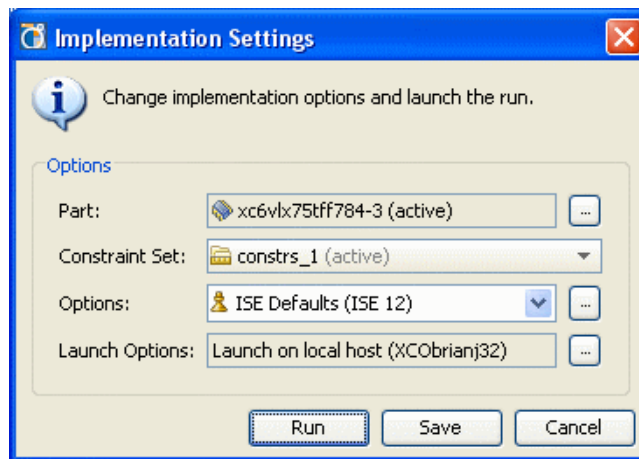 Implementation Settings
Change implementation options and launch the run.
Options
Part: xc6vlx75tff784-3 (active) ...
Constraint Set: constrs_1 (active)
Options: ISE Defaults (ISE 12) ...
Launch Options: Launch on local host (XCObrianj32) ...
Run Save Cancel